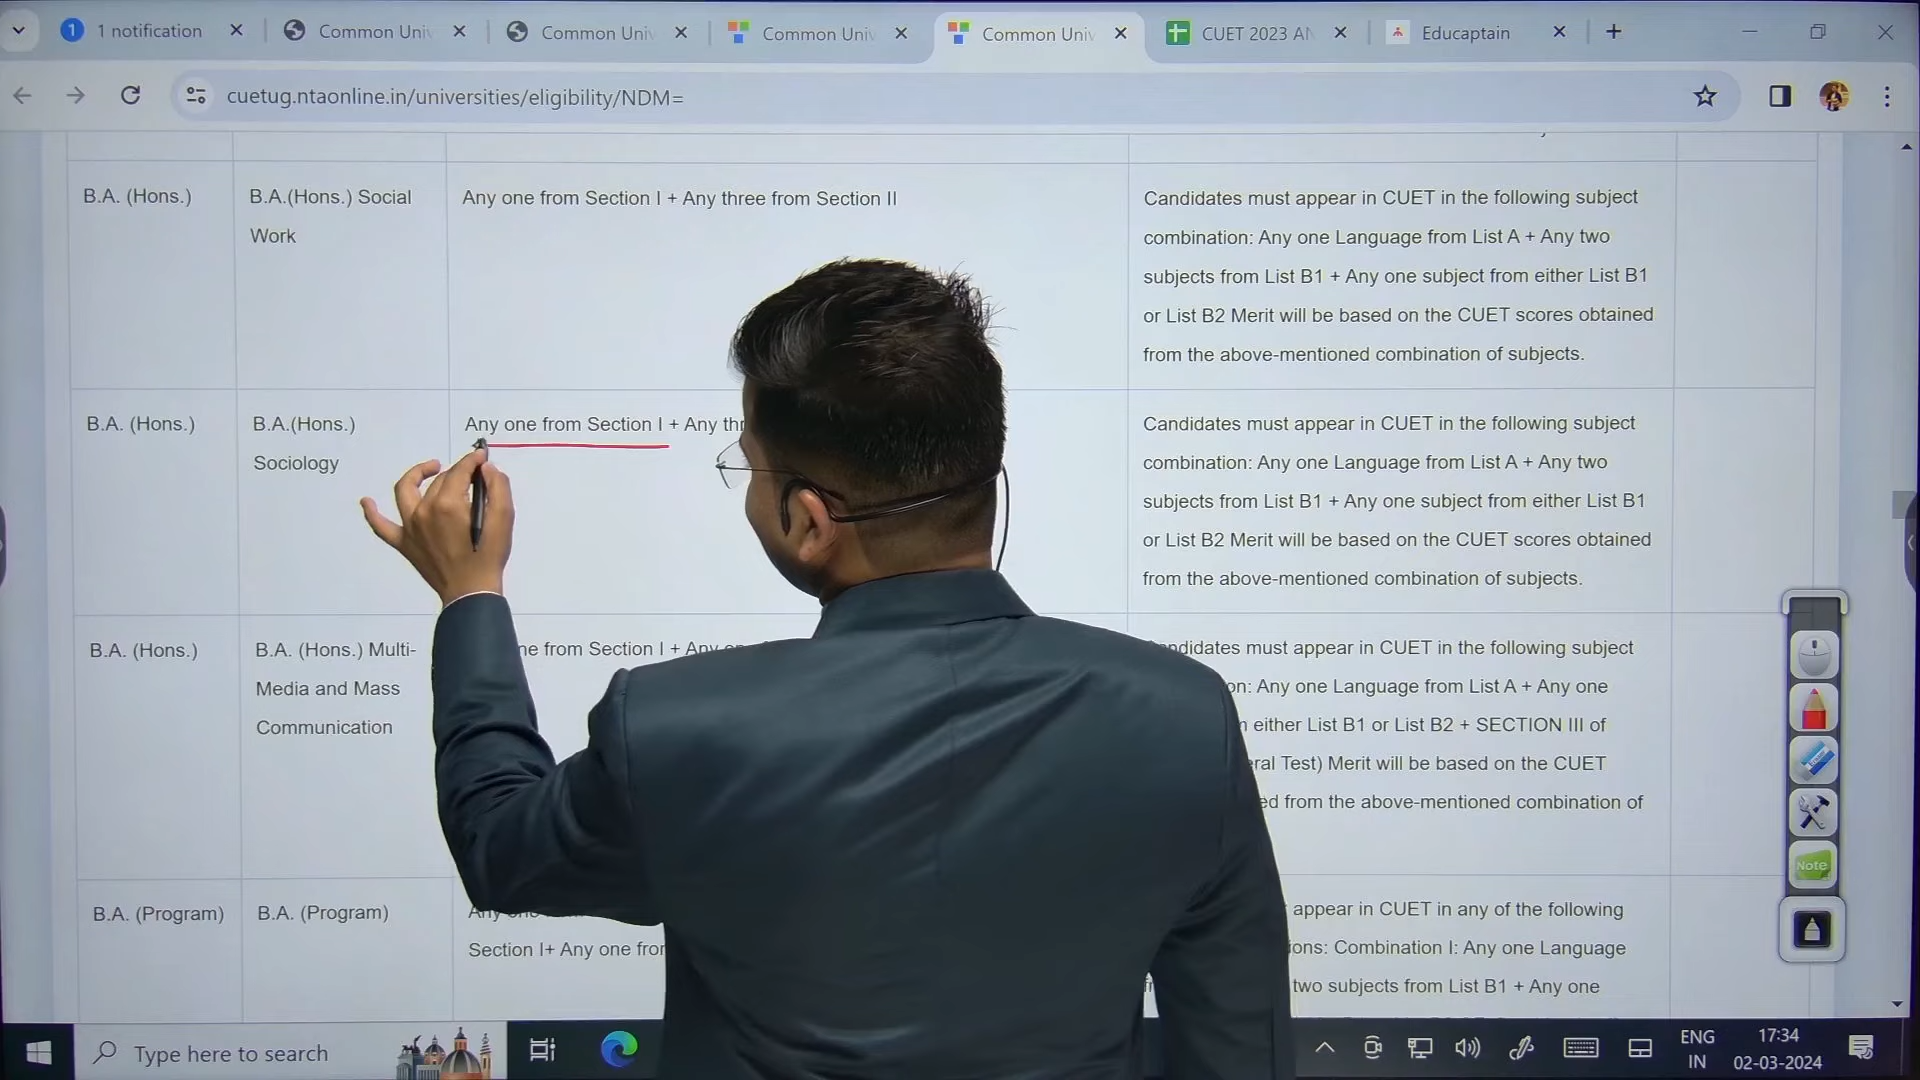 1
1 notification
Common Uni
Common Uni
Common Uni
Common Univ
CUET 2023 AN
Educaptain
cuetug.ntaonline.in/universities/eligibility/NDM=
B.A. (Hons.)
B.A.(Hons.) Social
Work
Any one from Section I + Any three from Section II
Candidates must appear in CUET in the following subject
combination: Any one Language from List A + Any two
subjects from List B1 + Any one subject from either List B1
or List B2 Merit will be based on the CUET scores obtained
from the above-mentioned combination of subjects.
B.A. (Hons.)
B.A.(Hons.)
Sociology
Any one from Section I + Any thr
Candidates must appear in CUET in the following subject
combination: Any one Language from List A + Any two
subjects from List B1 + Any one subject from either List B1
or List B2 Merit will be based on the CUET scores obtained
from the above-mentioned combination of subjects.
B.A. (Hons.)
B.A. (Hons.) Multi-
Media and Mass
Communication
ne from Section I + Any on
ndidates must appear in CUET in the following subject
on: Any one Language from List A + Any one
either List B1 or List B2 + SECTION III of
ral Test) Merit will be based on the CUET
ed from the above-mentioned combination of
B.A. (Program)
B.A. (Program)
Any one
Section I+ Any one from
appear in CUET in any of the following
ions: Combination I: Any one Language
two subjects from List B1 + Any one
Note
Type here to search
ENG
IN
17:34
02-03-2024